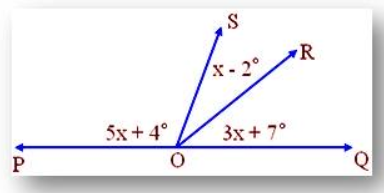 S
R
x - 2°
5x + 4° 3x + 7°
P O Q